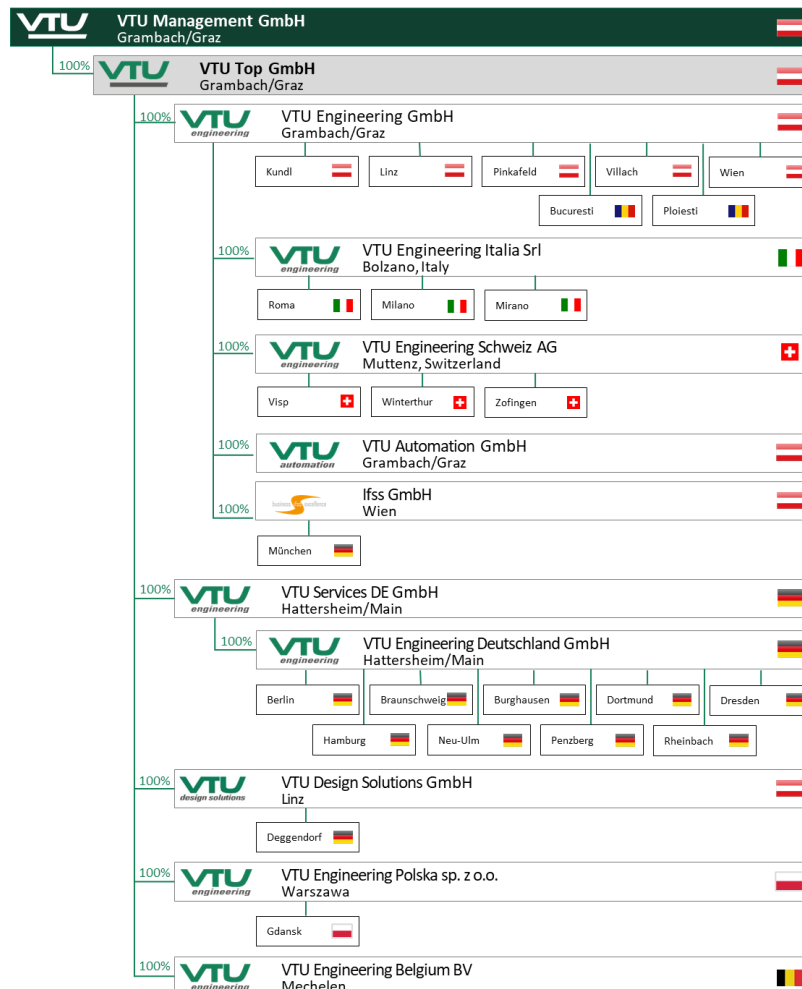 VTU
VTU Management GmbH
Grambach/Graz
100%
VTU
VTU Top GmbH
Grambach/Graz
100%
VTU
engineering
VTU Engineering GmbH
Grambach/Graz
Kundl
Linz
Pinkafeld
Villach
Wien
Bucuresti
Ploiesti
100%
VTU
engineering
VTU Engineering Italia Srl
Bolzano, Italy
Roma
Milano
Mirano
100%
VTU
engineering
VTU Engineering Schweiz AG
Muttenz, Switzerland
Visp
Winterthur
Zofingen
100%
VTU
automation
VTU Automation GmbH
Grambach/Graz
100%
Ifss GmbH
Wien
München
100%
VTU
engineering
VTU Services DE GmbH
Hattersheim/Main
100%
VTU
engineering
VTU Engineering Deutschland GmbH
Hattersheim/Main
Berlin
Braunschweig
Burghausen
Dortmund
Dresden
Hamburg
Neu-Ulm
Penzberg
Rheinbach
100%
VTU
design solutions
VTU Design Solutions GmbH
Linz
Deggendorf
100%
VTU
engineering
VTU Engineering Polska sp. z o.o.
Warszawa
Gdansk
100%
VTU
engineering
VTU Engineering Belgium BV
Mechelen